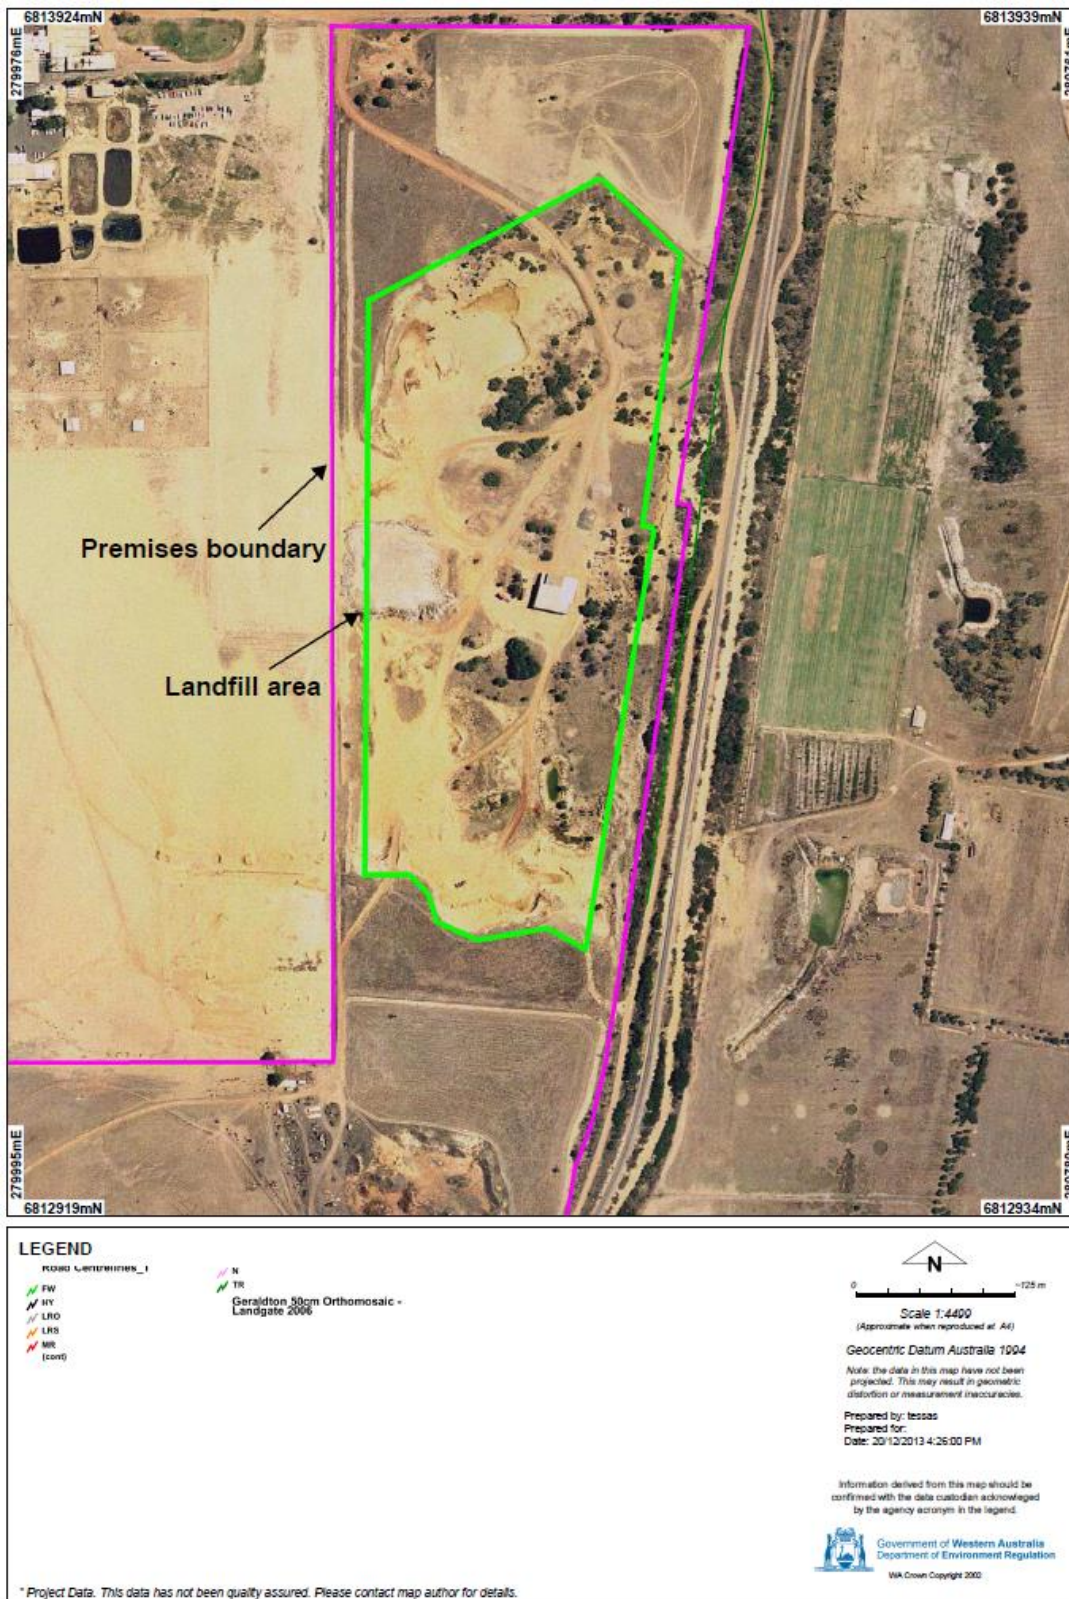 6813924mN
6813939mN
279976mE
Premises boundary
Landfill area
279995mE
6812919mN
6812934mN
LEGEND
Road Centrelines_1
FW
HY
LRO
LRS
MR
(cont)
N
TR
Geraldton 50cm Orthomosaic -
Landgate 2006
N
0
~125 m
Scale 1:4499
(Approximate when reproduced at A4)
Geocentric Datum Australia 1994
Note: the data in this map have not been
projected. This may result in geometric
distortion or measurement inaccuracies.
Prepared by: tessas
Prepared for:
Date: 20/12/2013 4:26:00 PM
Information derived from this map should be
confirmed with the data custodian acknowleged
by the agency acronym in the legend.
Government of Western Australia
Department of Environment Regulation
WA Crown Copyright 2002
* Project Data. This data has not been quality assured. Please contact map author for details.